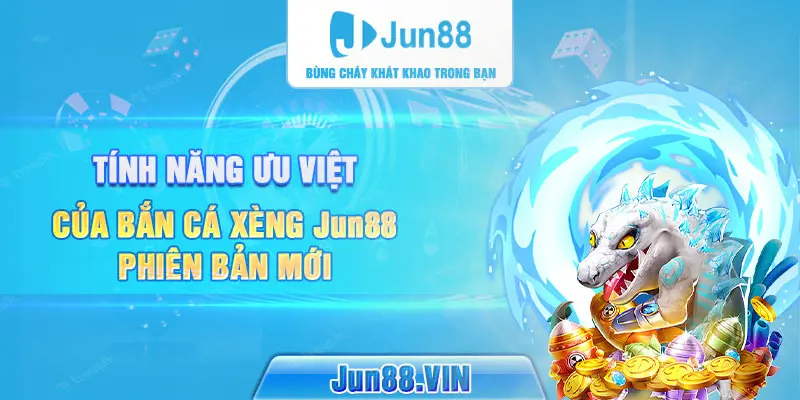 Jun88
BÙNG CHÁY KHÁT KHAO TRONG BẠN
TÍNH NĂNG ƯU VIỆT
CỦA BẮN CÁ XÈNG Jun88
PHIÊN BẢN MỚI
Jun88.VIN